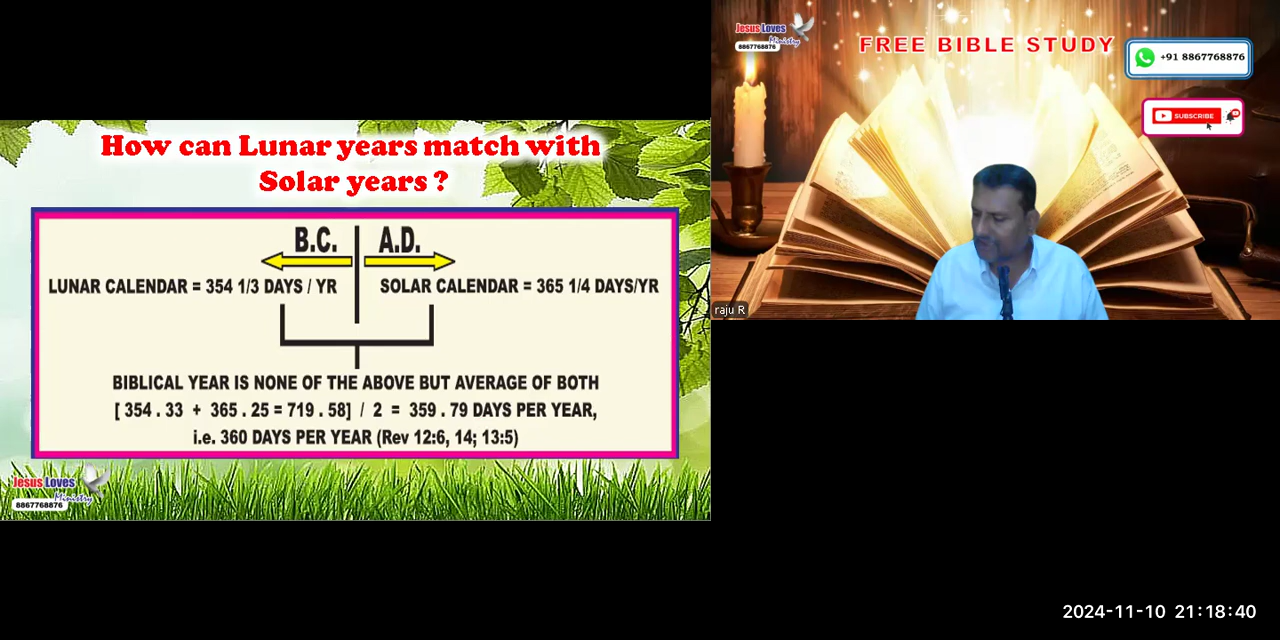 How can Lunar years match with
Solar years ?
B.C. A.D.
LUNAR CALENDAR = 354 1/3 DAYS / YR
SOLAR CALENDAR = 365 1/4 DAYS/YR
BIBLICAL YEAR IS NONE OF THE ABOVE BUT AVERAGE OF BOTH
[ 354 . 33 + 365 . 25 = 719 . 58] / 2 = 359 . 79 DAYS PER YEAR,
i.e. 360 DAYS PER YEAR (Rev 12:6, 14; 13:5)
Jesus Loves
Ministry
8867768876
Jesus Loves
Ministry
8867768876
FREE BIBLE STUDY
+91 8867768876
SUBSCRIBE
raju R
2024-11-10 21:18:40